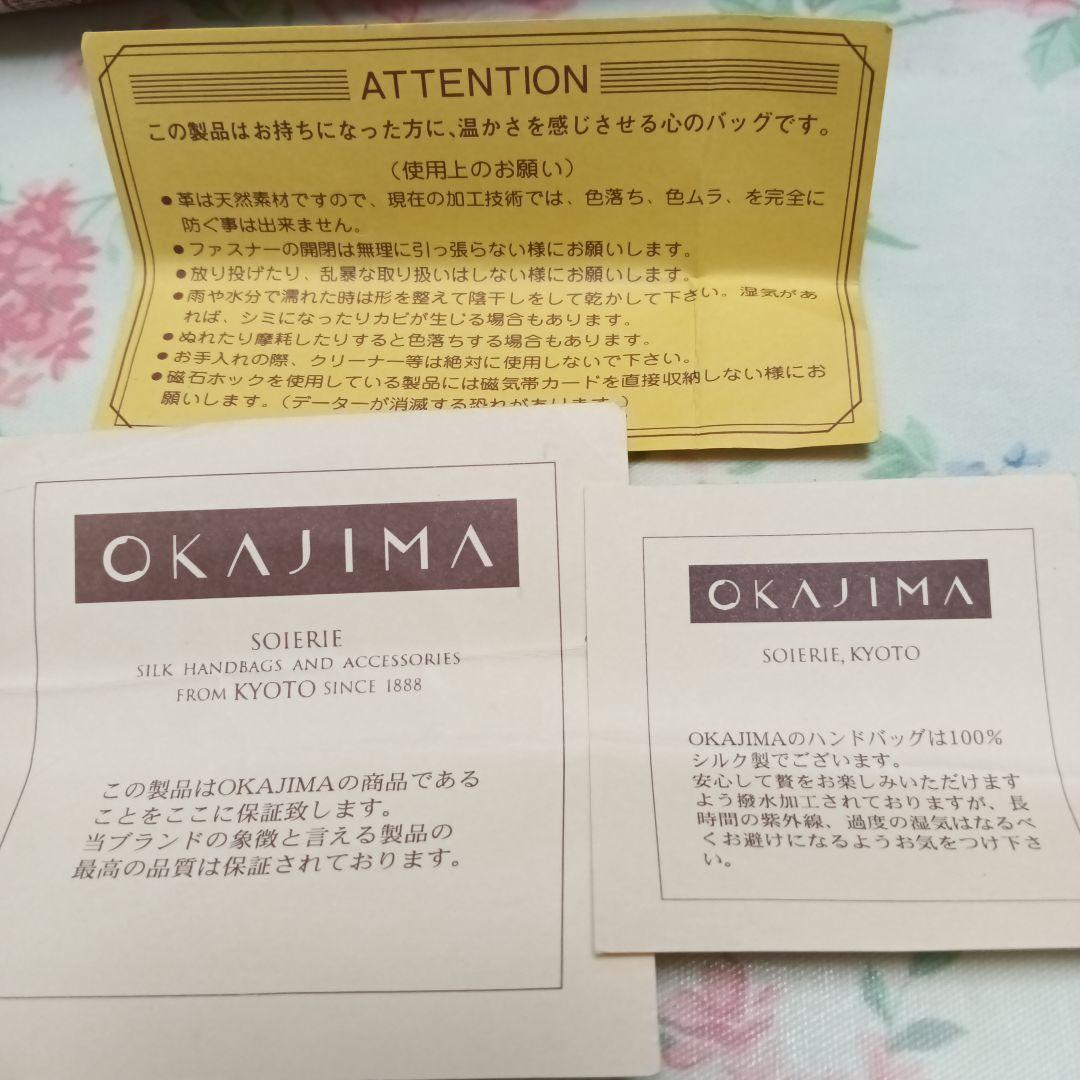 ATTENTION
この製品はお持ちになった方に、温かさを感じさせる心のバッグです。
（使用上のお願い）
●革は天然素材ですので、現在の加工技術では、色落ち、色ムラ、を完全に
防ぐ事は出来ません。
●ファスナーの開閉は無理に引っ張らない様にお願いします。
●放り投げたり、乱暴な取り扱いはしない様にお願いします。
●雨や水分で濡れた時は形を整えて陰干しをして乾かして下さい。湿気があ
れば、シミになったりカビが生じる場合もあります。
●ぬれたり摩耗したりすると色落ちする場合もあります。
●お手入れの際、クリーナー等は絶対に使用しないで下さい。
●磁石ホックを使用している製品には磁気帯カードを直接収納しない様にお
願いします。（データーが消滅する恐れがあります。）
OKAJIMA
SOIERIE
SILK HANDBAGS AND ACCESSORIES
FROM KYOTO SINCE 1888
この製品はOKAJIMAの商品である
ことをここに保証致します。
当ブランドの象徴と言える製品の
最高の品質は保証されております。
OKAJIMA
SOIERIE, KYOTO
OKAJIMAのハンドバッグは100%
シルク製でございます。
安心して贅をお楽しみいただけます
よう撥水加工されておりますが、長
時間の紫外線、過度の湿気はなるべ
くお避けになるようお気をつけ下さ
い。